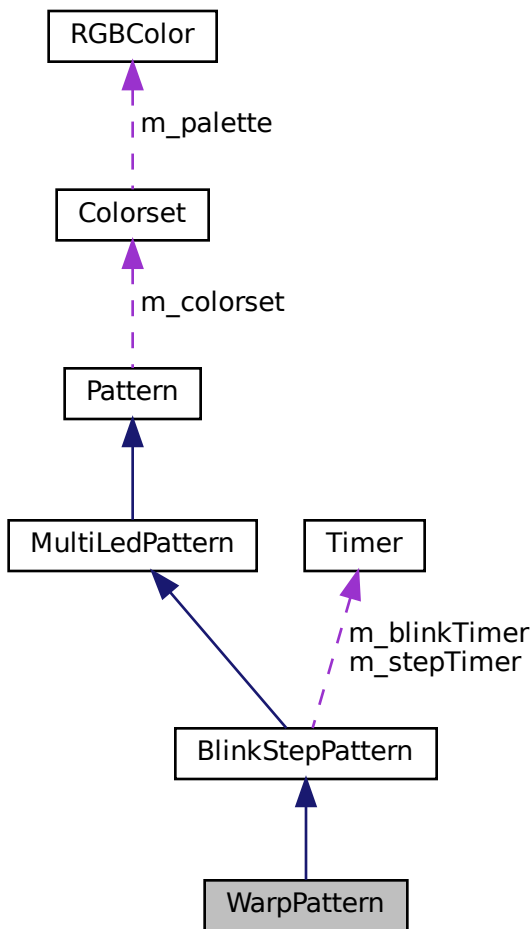 RGBColor
m_palette
Colorset
m_colorset
Pattern
MultiLedPattern
Timer
m_blinkTimer
m_stepTimer
BlinkStepPattern
WarpPattern